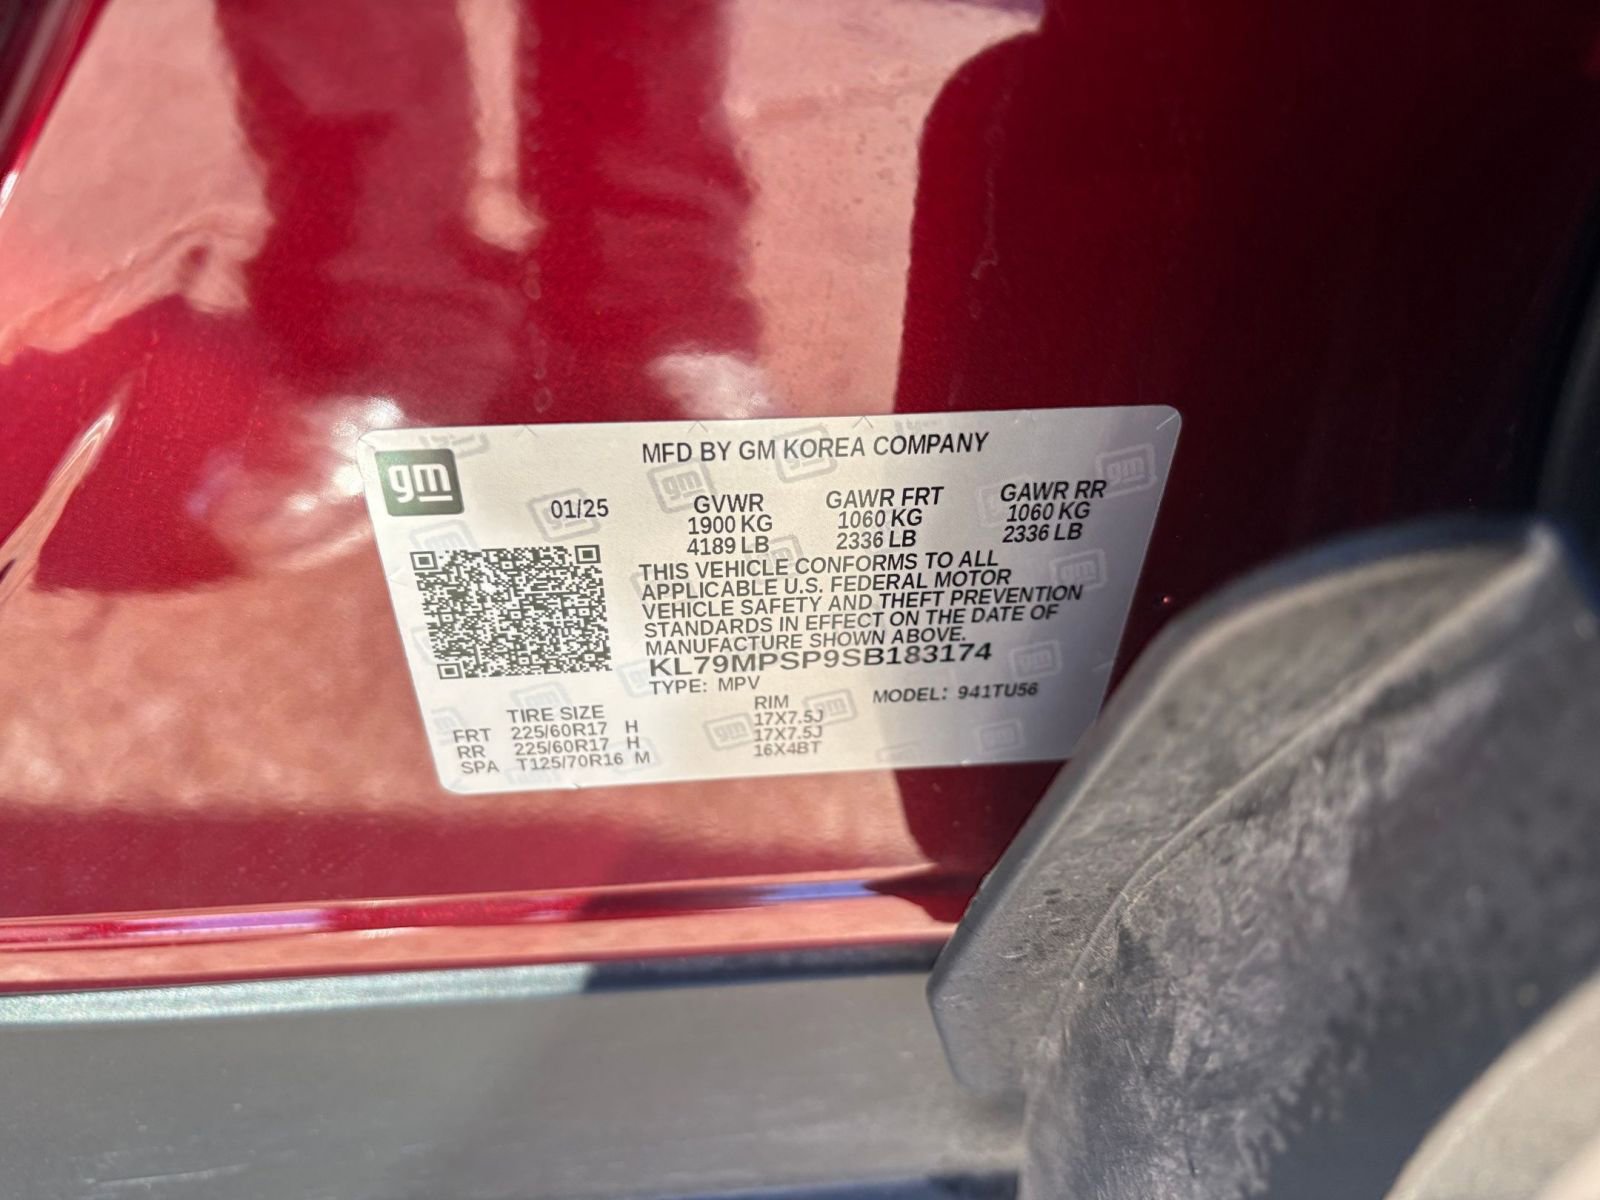 gm
MFD BY GM KOREA COMPANY
01/25 GVWR GAWR FRT GAWR RR
1900 KG 1060 KG 1060 KG
4189 LB 2336 LB 2336 LB
THIS VEHICLE CONFORMS TO ALL
APPLICABLE U.S. FEDERAL MOTOR
VEHICLE SAFETY AND THEFT PREVENTION
STANDARDS IN EFFECT ON THE DATE OF
MANUFACTURE SHOWN ABOVE.
KL79MPSP9SB183174
TYPE: MPV MODEL: 941TU56
TIRE SIZE RIM
FRT 225/60R17 H 17X7.5J
RR 225/60R17 H 17X7.5J
SPA T125/70R16 M 16X4BT